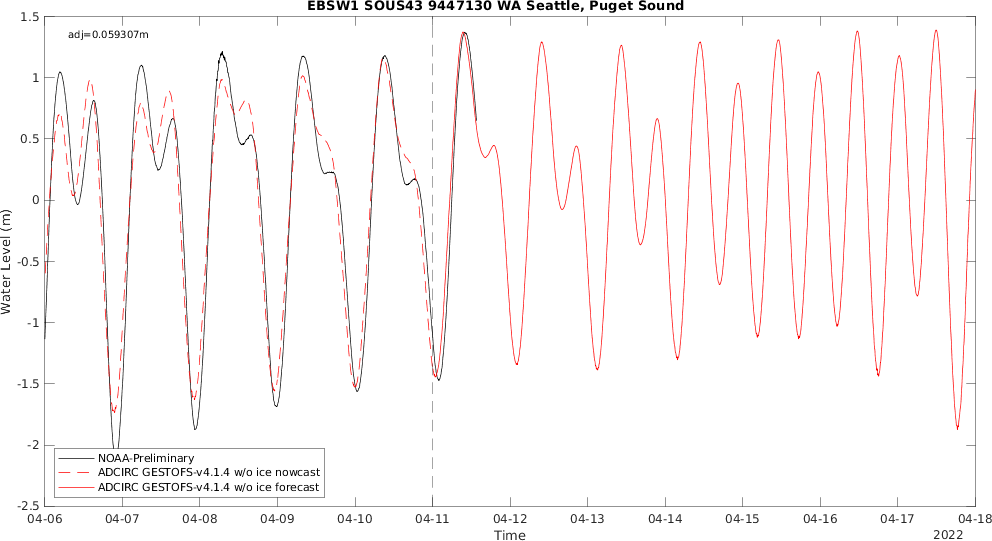 EBSW1 SOUS43 9447130 WA Seattle, Puget Sound
adj=0.059307m
1.5
1
0.5
0
-0.5
-1
-1.5
-2
-2.5
Water Level (m)
NOAA-Preliminary
ADCIRC GESTOFS-v4.1.4 w/o ice nowcast
ADCIRC GESTOFS-v4.1.4 w/o ice forecast
04-06 04-07 04-08 04-09 04-10 04-11 04-12 04-13 04-14 04-15 04-16 04-17 04-18
Time
2022